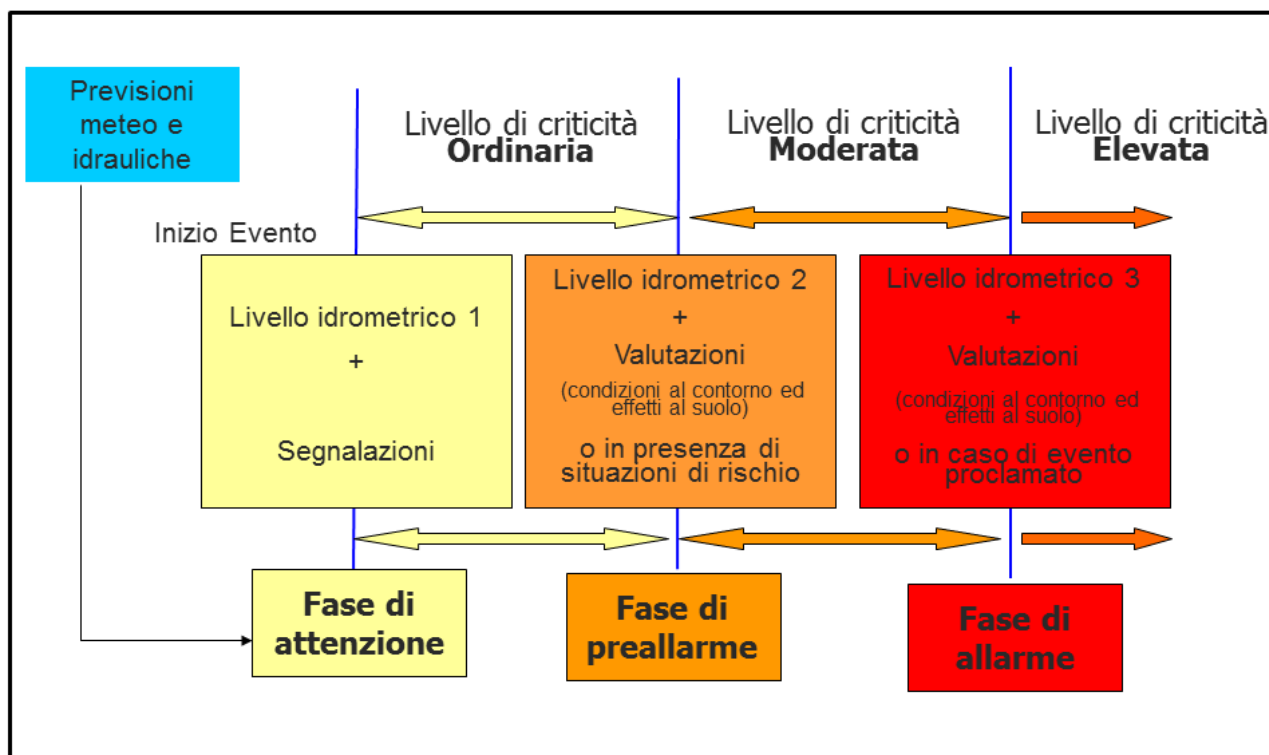 Previsioni
meteo e
idrauliche
Livello di criticità
Ordinaria
Livello di criticità
Moderata
Livello di criticità
Elevata
Inizio Evento
Livello idrometrico 1
+
Segnalazioni
Livello idrometrico 2
+
Valutazioni
(condizioni al contorno ed
effetti al suolo)
o in presenza di
situazioni di rischio
Livello idrometrico 3
+
Valutazioni
(condizioni al contorno ed
effetti al suolo)
o in caso di evento
proclamato
Fase di
attenzione
Fase di
preallarme
Fase di
allarme